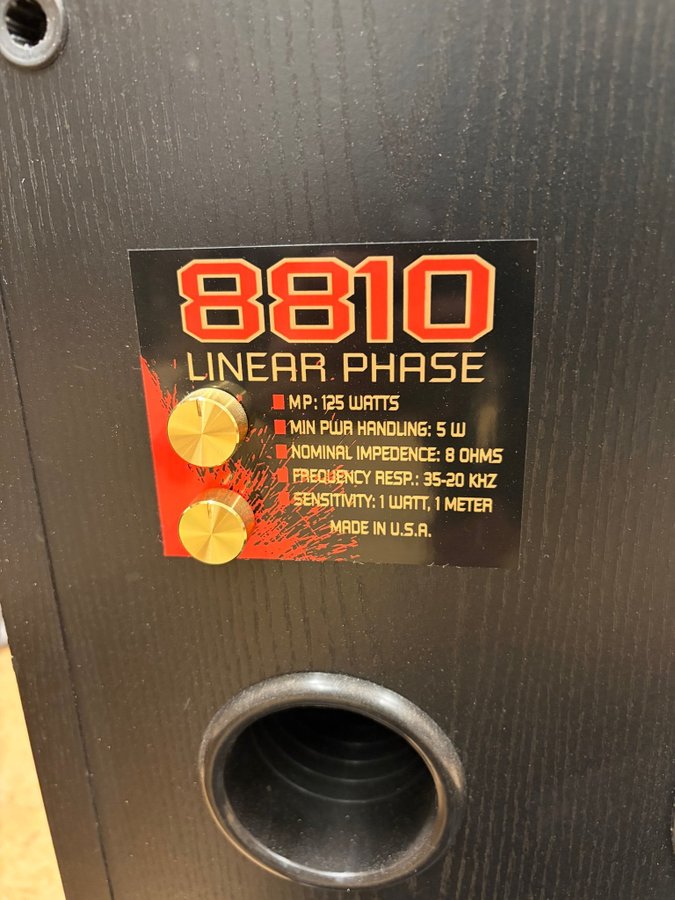 8810
LINEAR PHASE
MP: 125 WATTS
MIN PWR HANDLING: 5 W
NOMINAL IMPEDENCE: 8 OHMS
FREQUENCY RESP.: 35-20 KHZ
SENSITIVITY: 1 WATT, 1 METER
MADE IN U.S.A.